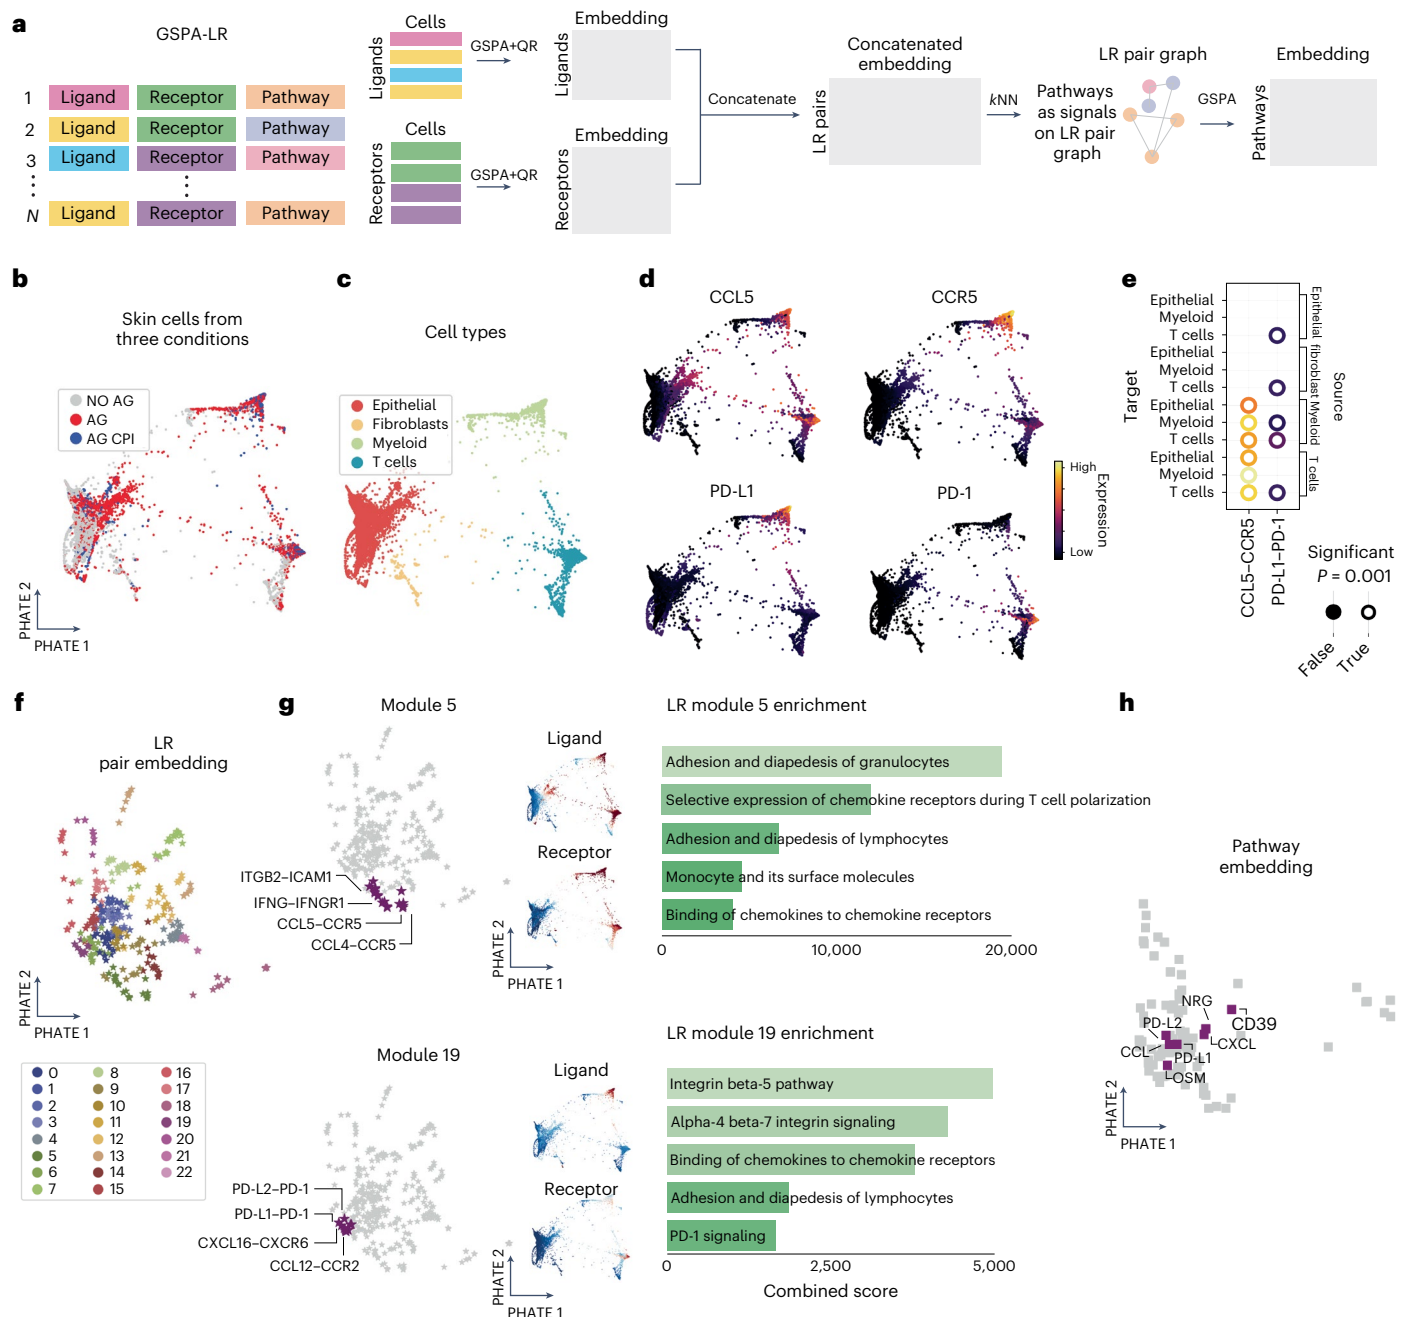 a
GSPA-LR
1 Ligand Receptor Pathway
2 Ligand Receptor Pathway
3 Ligand Receptor Pathway
N Ligand Receptor Pathway
Cells
Ligands
GSPA+QR
Embedding
Ligands
Cells
Receptors
GSPA+QR
Embedding
Receptors
Concatenate
Concatenated
embedding
LR pairs
kNN
Pathways
as signals
on LR pair
graph
LR pair graph
GSPA
Embedding
Pathways
b
Skin cells from
three conditions
NO AG
AG
AG CPI
PHATE 2
PHATE 1
c
Cell types
Epithelial
Fibroblasts
Myeloid
T cells
d
CCL5
CCR5
PD-L1
PD-1
High
Low
Expression
e
Target
Epithelial
Myeloid
T cells
Epithelial
Myeloid
T cells
Epithelial
Myeloid
T cells
Epithelial
Myeloid
T cells
Epithelial
fibroblast
Myeloid
T cells
Source
CCL5–CCR5
PD-L1–PD-1
Significant
P = 0.001
False
True
f
LR
pair embedding
PHATE 2
PHATE 1
0
1
2
3
4
5
6
7
8
9
10
11
12
13
14
15
16
17
18
19
20
21
22
g
Module 5
ITGB2–ICAM1
IFNG–IFNGR1
CCL5–CCR5
CCL4–CCR5
Ligand
Receptor
PHATE 2
PHATE 1
LR module 5 enrichment
Adhesion and diapedesis of granulocytes
Selective expression of chemokine receptors during T cell polarization
Adhesion and diapedesis of lymphocytes
Monocyte and its surface molecules
Binding of chemokines to chemokine receptors
0 10,000 20,000
Module 19
PD-L2–PD-1
PD-L1–PD-1
CXCL16–CXCR6
CCL12–CCR2
Ligand
Receptor
PHATE 2
PHATE 1
LR module 19 enrichment
Integrin beta-5 pathway
Alpha-4 beta-7 integrin signaling
Binding of chemokines to chemokine receptors
Adhesion and diapedesis of lymphocytes
PD-1 signaling
0 2,500 5,000
Combined score
h
Pathway
embedding
NRG
PD-L2
CD39
CXCL
CCL
PD-L1
OSM
PHATE 2
PHATE 1